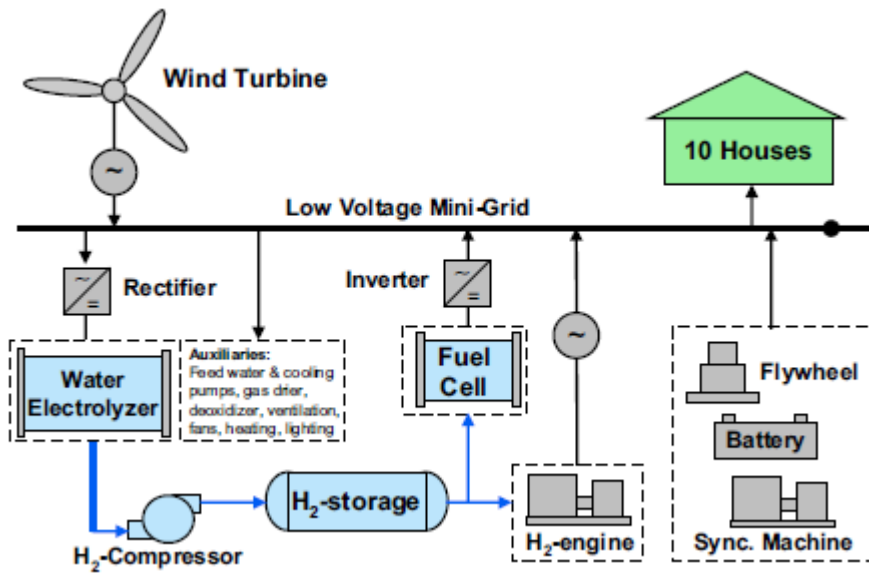 Wind Turbine
10 Houses
~
Low Voltage Mini-Grid
Rectifier
~
=
Inverter
~
=
~
Water
Electrolyzer
Auxiliaries:
Feed water & cooling
pumps, gas drier,
deoxidizer, ventilation,
fans, heating, lighting
Fuel
Cell
Flywheel
Battery
H₂-storage
H₂-Compressor
H₂-engine
Sync. Machine